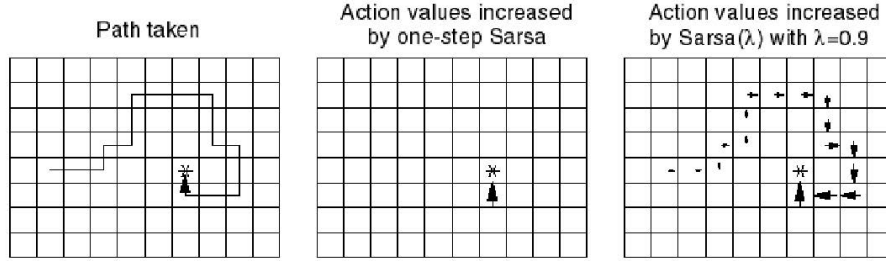 Path taken
Action values increased
by one-step Sarsa
Action values increased
by Sarsa(λ) with λ=0.9